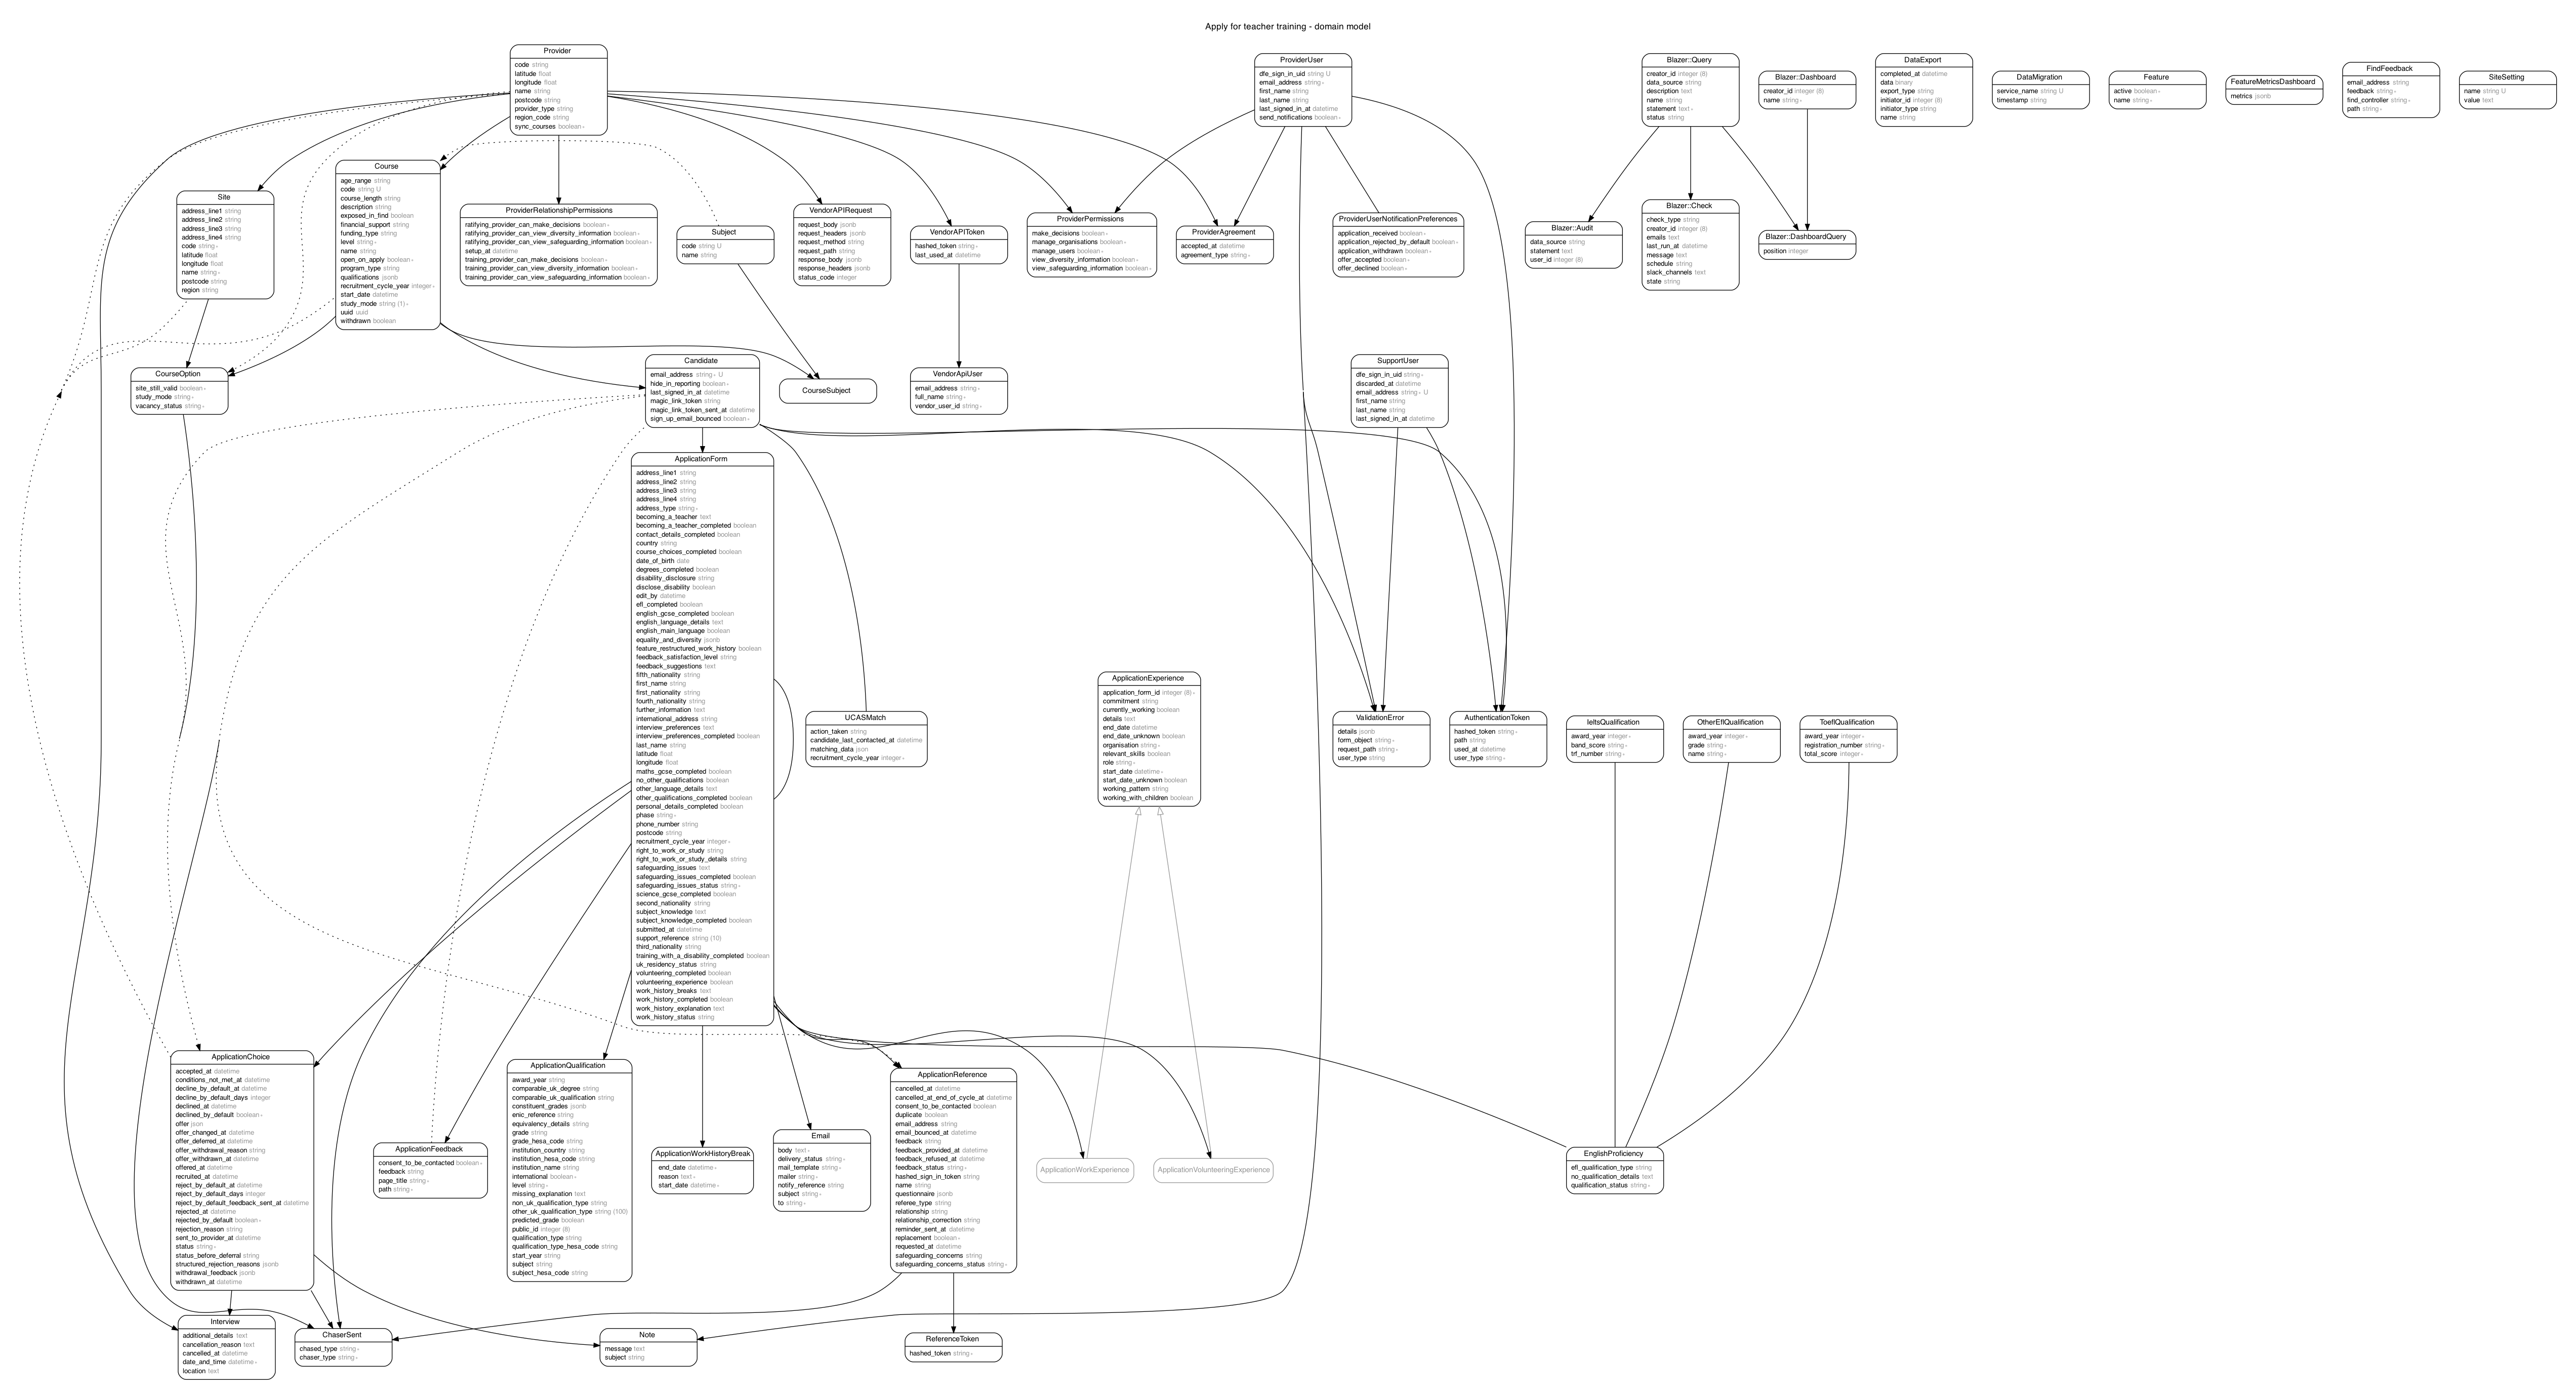 Apply for teacher training - domain model
Provider
code string
latitude float
longitude float
name string
postcode string
provider_type string
region_code string
sync_courses boolean ∗
ProviderUser
dfe_sign_in_uid string U
email_address string ∗
first_name string
last_name string
last_signed_in_at datetime
send_notifications boolean ∗
Blazer::Query
creator_id integer (8)
data_source string
description text
name string
statement text ∗
status string
Blazer::Dashboard
creator_id integer (8)
name string ∗
DataExport
completed_at datetime
data binary
export_type string
initiator_id integer (8)
initiator_type string
name string
DataMigration
service_name string U
timestamp string
Feature
active boolean ∗
name string ∗
FeatureMetricsDashboard
metrics jsonb
FindFeedback
email_address string
feedback string ∗
find_controller string ∗
path string ∗
SiteSetting
name string U
value text
Course
age_range string
code string U
course_length string
description string
exposed_in_find boolean
financial_support string
funding_type string
level string ∗
name string
open_on_apply boolean ∗
program_type string
qualifications jsonb
recruitment_cycle_year integer ∗
start_date datetime
study_mode string (1) ∗
uuid uuid
withdrawn boolean
Site
address_line1 string
address_line2 string
address_line3 string
address_line4 string
code string ∗
latitude float
longitude float
name string ∗
postcode string
region string
ProviderRelationshipPermissions
ratifying_provider_can_make_decisions boolean ∗
ratifying_provider_can_view_diversity_information boolean ∗
ratifying_provider_can_view_safeguarding_information boolean ∗
setup_at datetime
training_provider_can_make_decisions boolean ∗
training_provider_can_view_diversity_information boolean ∗
training_provider_can_view_safeguarding_information boolean ∗
Subject
code string U
name string
VendorAPIRequest
request_body jsonb
request_headers jsonb
request_method string
request_path string
response_body jsonb
response_headers jsonb
status_code integer
VendorAPIToken
hashed_token string ∗
last_used_at datetime
ProviderPermissions
make_decisions boolean ∗
manage_organisations boolean ∗
manage_users boolean ∗
view_diversity_information boolean ∗
view_safeguarding_information boolean ∗
ProviderAgreement
accepted_at datetime
agreement_type string ∗
ProviderUserNotificationPreferences
application_received boolean ∗
application_rejected_by_default boolean ∗
application_withdrawn boolean ∗
offer_accepted boolean ∗
offer_declined boolean ∗
Blazer::Audit
data_source string
statement text
user_id integer (8)
Blazer::Check
check_type string
creator_id integer (8)
emails text
last_run_at datetime
message text
schedule string
slack_channels text
state string
Blazer::DashboardQuery
position integer
CourseOption
site_still_valid boolean ∗
study_mode string ∗
vacancy_status string ∗
Candidate
email_address string ∗ U
hide_in_reporting boolean ∗
last_signed_in_at datetime
magic_link_token string
magic_link_token_sent_at datetime
sign_up_email_bounced boolean ∗
CourseSubject
VendorApiUser
email_address string ∗
full_name string ∗
vendor_user_id string ∗
SupportUser
dfe_sign_in_uid string ∗
discarded_at datetime
email_address string ∗ U
first_name string
last_name string
last_signed_in_at datetime
ApplicationForm
address_line1 string
address_line2 string
address_line3 string
address_line4 string
address_type string ∗
becoming_a_teacher text
becoming_a_teacher_completed boolean
contact_details_completed boolean
country string
course_choices_completed boolean
date_of_birth date
degrees_completed boolean
disability_disclosure string
disclose_disability boolean
edit_by datetime
efl_completed boolean
english_gcse_completed boolean
english_language_details text
english_main_language boolean
equality_and_diversity jsonb
feature_restructured_work_history boolean
feedback_satisfaction_level string
feedback_suggestions text
fifth_nationality string
first_name string
first_nationality string
fourth_nationality string
further_information text
international_address string
interview_preferences text
interview_preferences_completed boolean
last_name string
latitude float
longitude float
maths_gcse_completed boolean
no_other_qualifications boolean
other_language_details text
other_qualifications_completed boolean
personal_details_completed boolean
phase string ∗
phone_number string
postcode string
recruitment_cycle_year integer ∗
right_to_work_or_study string
right_to_work_or_study_details string
safeguarding_issues text
safeguarding_issues_completed boolean
safeguarding_issues_status string ∗
science_gcse_completed boolean
second_nationality string
subject_knowledge text
subject_knowledge_completed boolean
submitted_at datetime
support_reference string (10)
third_nationality string
training_with_a_disability_completed boolean
uk_residency_status string
volunteering_completed boolean
volunteering_experience boolean
work_history_breaks text
work_history_completed boolean
work_history_explanation text
work_history_status string
UCASMatch
action_taken string
candidate_last_contacted_at datetime
matching_data json
recruitment_cycle_year integer ∗
ApplicationExperience
application_form_id integer (8) ∗
commitment string
currently_working boolean
details text
end_date datetime
end_date_unknown boolean
organisation string ∗
relevant_skills boolean
role string ∗
start_date datetime ∗
start_date_unknown boolean
working_pattern string
working_with_children boolean
ValidationError
details jsonb
form_object string ∗
request_path string ∗
user_type string
AuthenticationToken
hashed_token string ∗
path string
used_at datetime
user_type string ∗
IeltsQualification
award_year integer ∗
band_score string ∗
trf_number string ∗
OtherEflQualification
award_year integer ∗
grade string ∗
name string ∗
ToeflQualification
award_year integer ∗
registration_number string ∗
total_score integer ∗
ApplicationChoice
accepted_at datetime
conditions_not_met_at datetime
decline_by_default_at datetime
decline_by_default_days integer
declined_at datetime
declined_by_default boolean ∗
offer json
offer_changed_at datetime
offer_deferred_at datetime
offer_withdrawal_reason string
offer_withdrawn_at datetime
offered_at datetime
recruited_at datetime
reject_by_default_at datetime
reject_by_default_days integer
reject_by_default_feedback_sent_at datetime
rejected_at datetime
rejected_by_default boolean ∗
rejection_reason string
sent_to_provider_at datetime
status string ∗
status_before_deferral string
structured_rejection_reasons jsonb
withdrawal_feedback jsonb
withdrawn_at datetime
ApplicationFeedback
consent_to_be_contacted boolean ∗
feedback string
page_title string ∗
path string ∗
ApplicationQualification
award_year string
comparable_uk_degree string
comparable_uk_qualification string
constituent_grades jsonb
enic_reference string
equivalency_details string
grade string
grade_hesa_code string
institution_country string
institution_hesa_code string
institution_name string
international boolean ∗
level string ∗
missing_explanation text
non_uk_qualification_type string
other_uk_qualification_type string (100)
predicted_grade boolean
public_id integer (8)
qualification_type string
qualification_type_hesa_code string
start_year string
subject string
subject_hesa_code string
ApplicationWorkHistoryBreak
end_date datetime ∗
reason text ∗
start_date datetime ∗
Email
body text ∗
delivery_status string ∗
mail_template string ∗
mailer string ∗
notify_reference string
subject string ∗
to string ∗
ApplicationReference
cancelled_at datetime
cancelled_at_end_of_cycle_at datetime
consent_to_be_contacted boolean
duplicate boolean
email_address string
email_bounced_at datetime
feedback string
feedback_provided_at datetime
feedback_refused_at datetime
feedback_status string ∗
hashed_sign_in_token string
name string
questionnaire jsonb
referee_type string
relationship string
relationship_correction string
reminder_sent_at datetime
replacement boolean ∗
requested_at datetime
safeguarding_concerns string
safeguarding_concerns_status string ∗
ApplicationWorkExperience
ApplicationVolunteeringExperience
EnglishProficiency
efl_qualification_type string
no_qualification_details text
qualification_status string ∗
Interview
additional_details text
cancellation_reason text
cancelled_at datetime
date_and_time datetime ∗
location text
ChaserSent
chased_type string ∗
chaser_type string ∗
Note
message text
subject string
ReferenceToken
hashed_token string ∗